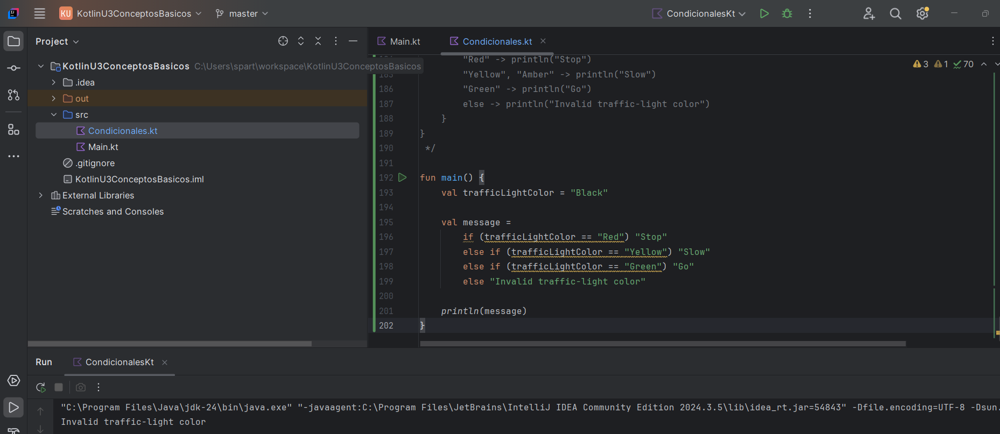 KU KotlinU3ConceptosBasicos master CondicionalesKt
Project
Main.kt Condicionales.kt
KotlinU3ConceptosBasicos C:\Users\spart\workspace\KotlinU3ConceptosBasicos
.idea
out
src
Condicionales.kt
Main.kt
.gitignore
KotlinU3ConceptosBasicos.iml
External Libraries
Scratches and Consoles
3 1 70
"Red" -> println("Stop")
"Yellow", "Amber" -> println("Slow")
186 "Green" -> println("Go")
187 else -> println("Invalid traffic-light color")
188 }
189 }
190 */
191
192 fun main() {
193 val trafficLightColor = "Black"
194
195 val message =
196 if (trafficLightColor == "Red") "Stop"
197 else if (trafficLightColor == "Yellow") "Slow"
198 else if (trafficLightColor == "Green") "Go"
199 else "Invalid traffic-light color"
200
201 println(message)
202 }
Run CondicionalesKt
"C:\Program Files\Java\jdk-24\bin\java.exe" "-javaagent:C:\Program Files\JetBrains\IntelliJ IDEA Community Edition 2024.3.5\lib\idea_rt.jar=54843" -Dfile.encoding=UTF-8 -Dsun.
Invalid traffic-light color